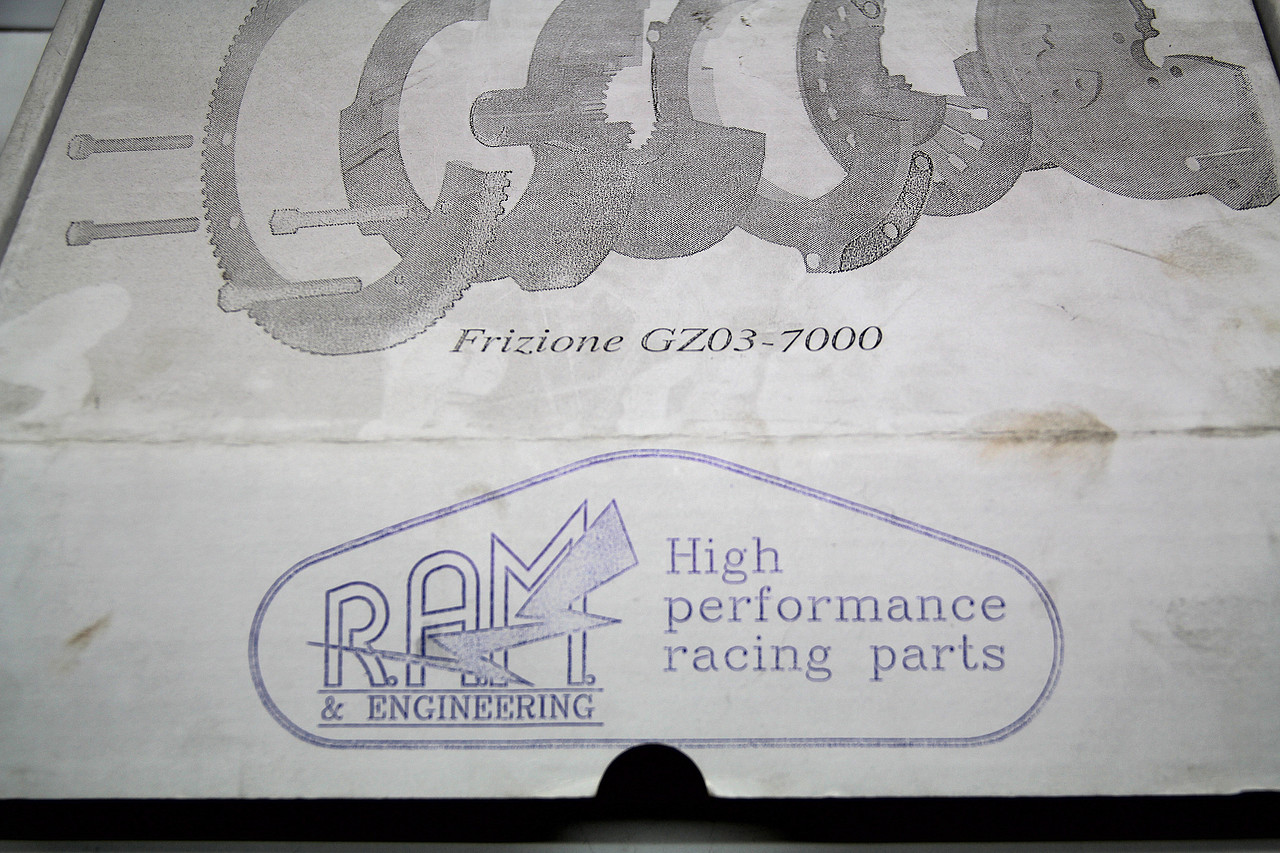 Frizione GZ03-7000
R.A.M.
& ENGINEERING
High
performance
racing parts